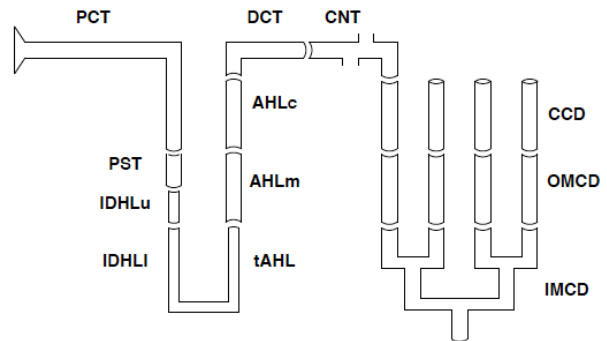 PCT DCT CNT
AHLc CCD
PST AHLm OMCD
IDHLu
IDHLl tAHL IMCD